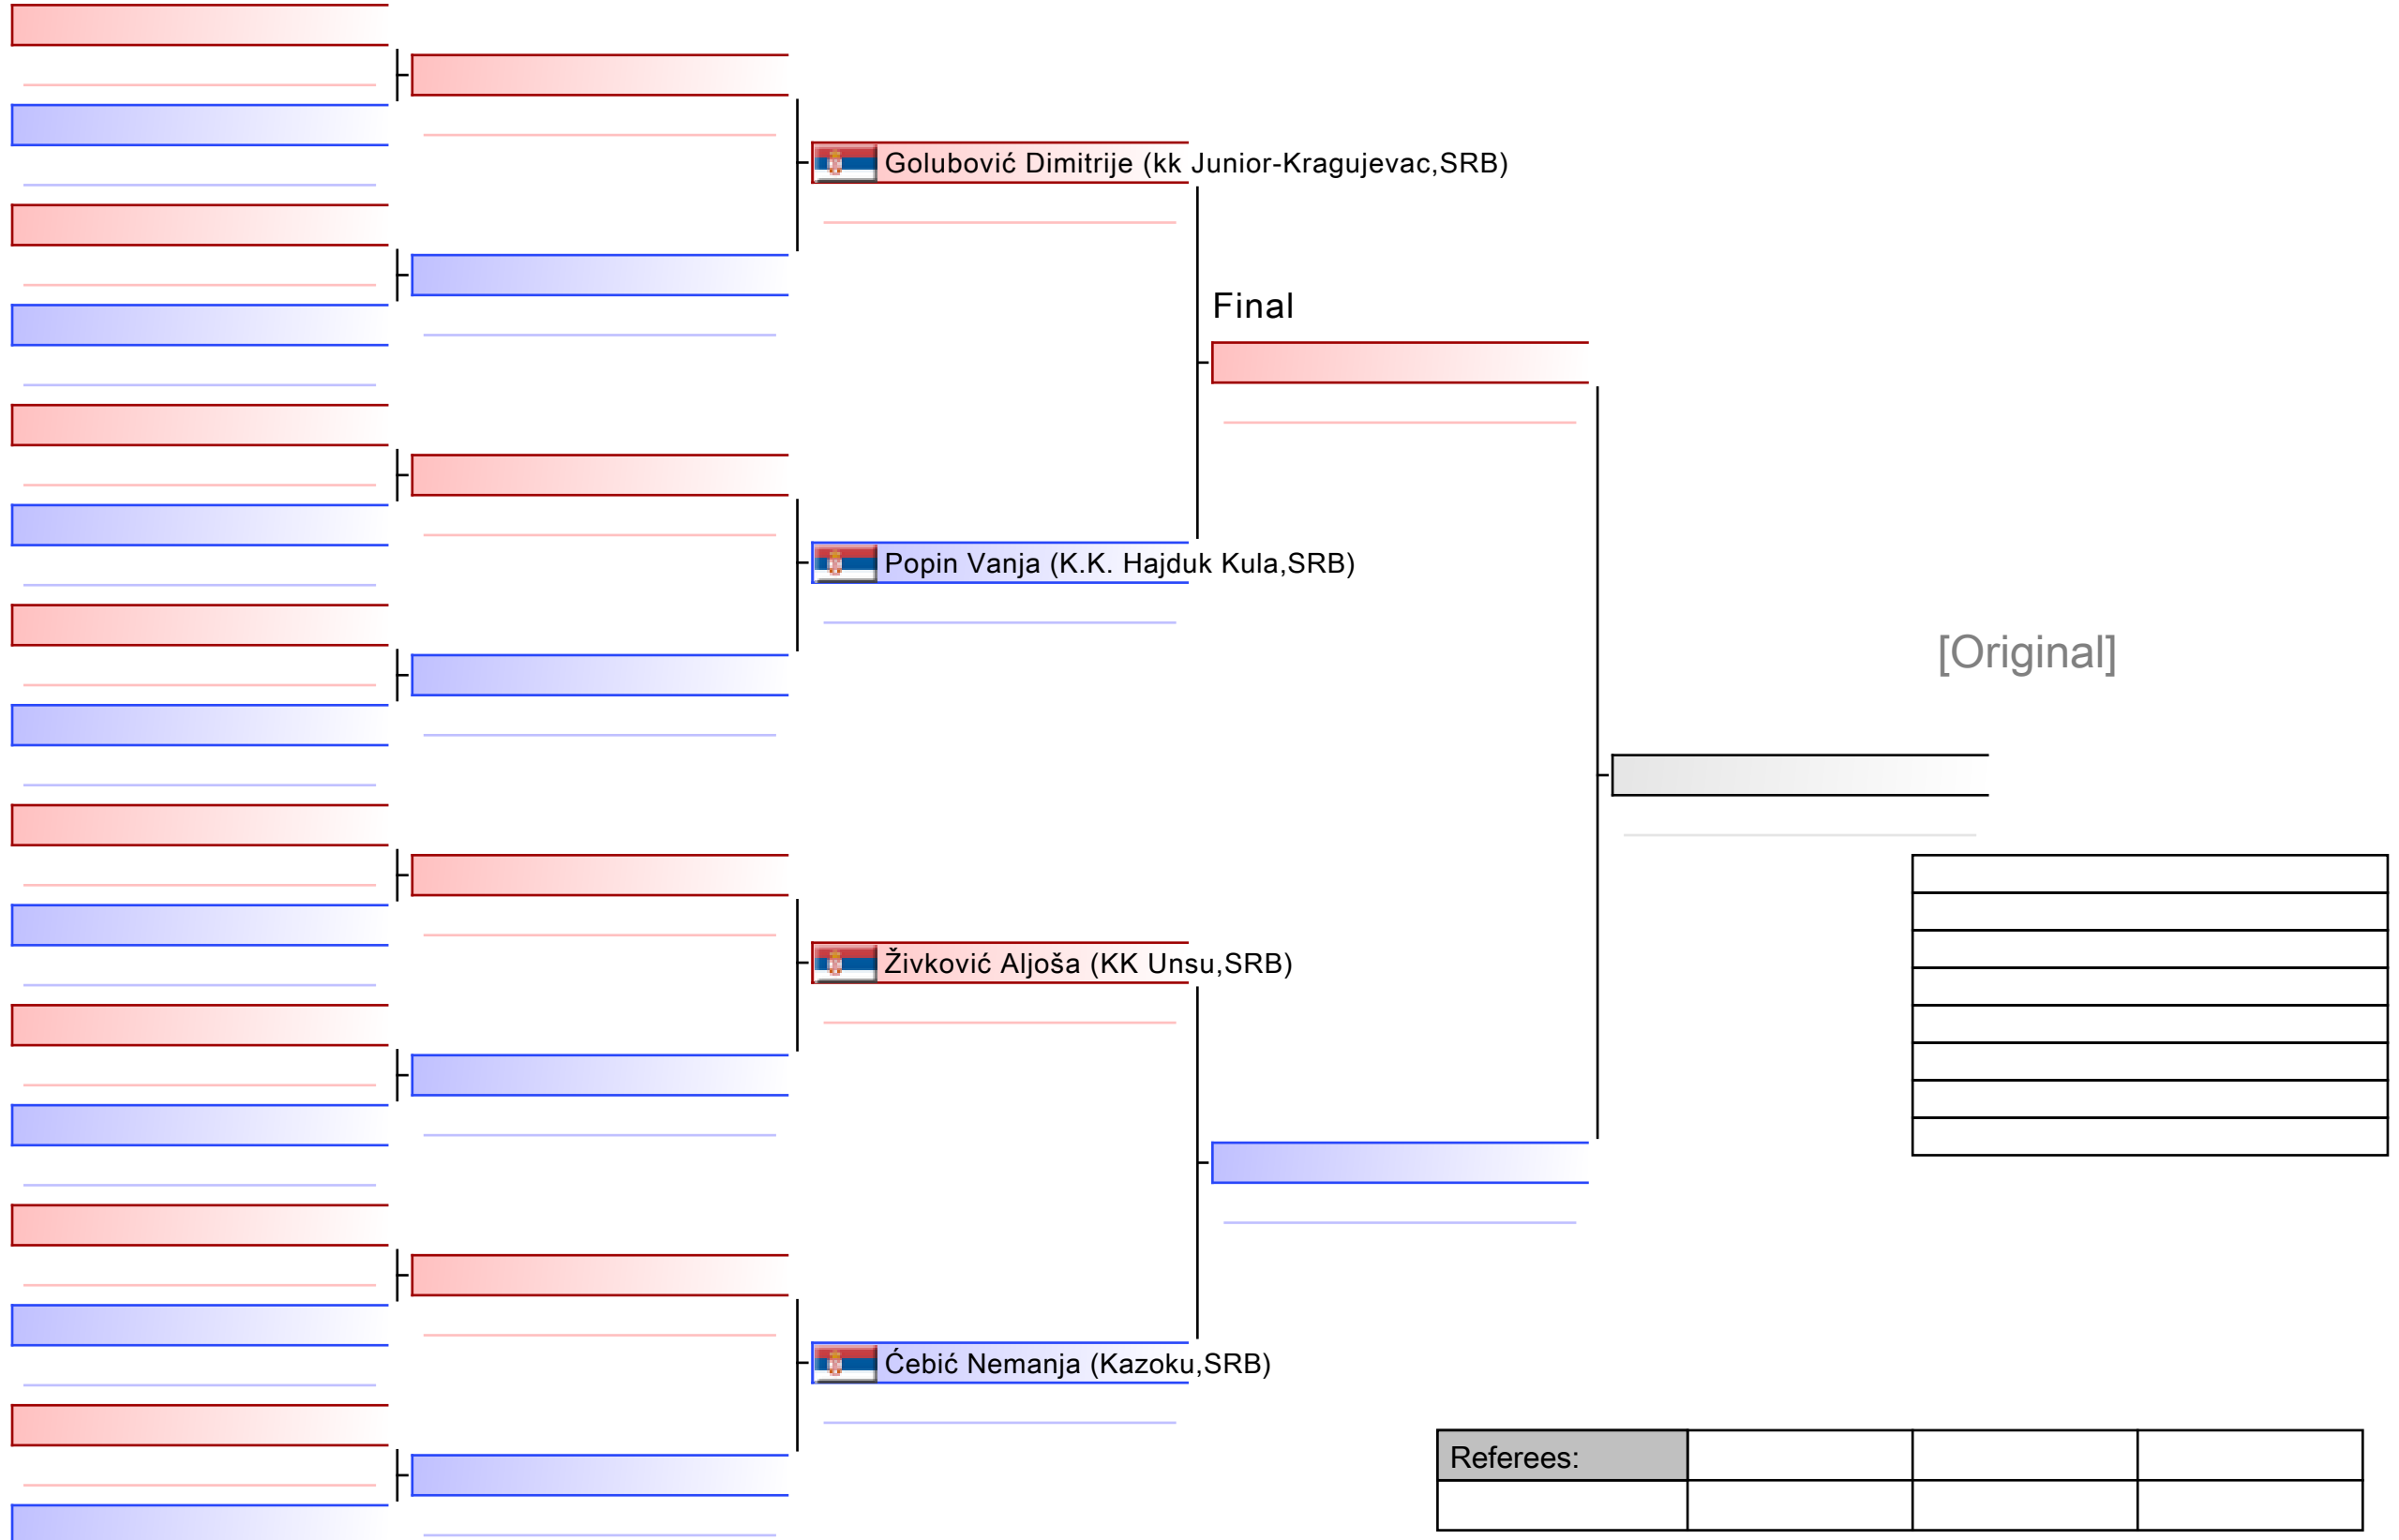 Golubović Dimitrije (kk Junior-Kragujevac,SRB)
Final
Popin Vanja (K.K. Hajduk Kula,SRB)
[Original]
Živković Aljoša (KK Unsu,SRB)
Ćebić Nemanja (Kazoku,SRB)
Referees: